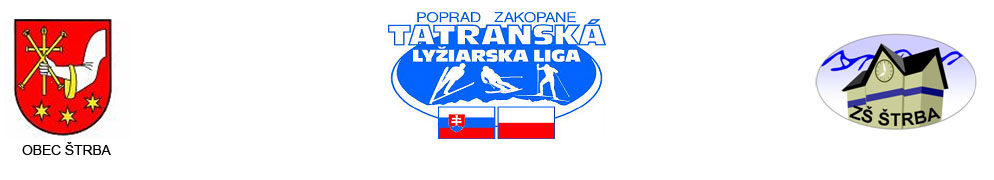 OBEC ŠTRBA
POPRAD ZAKOPANE
TATRANSKÁ
LYŽIARSKA LIGA
ZŠ ŠTRBA